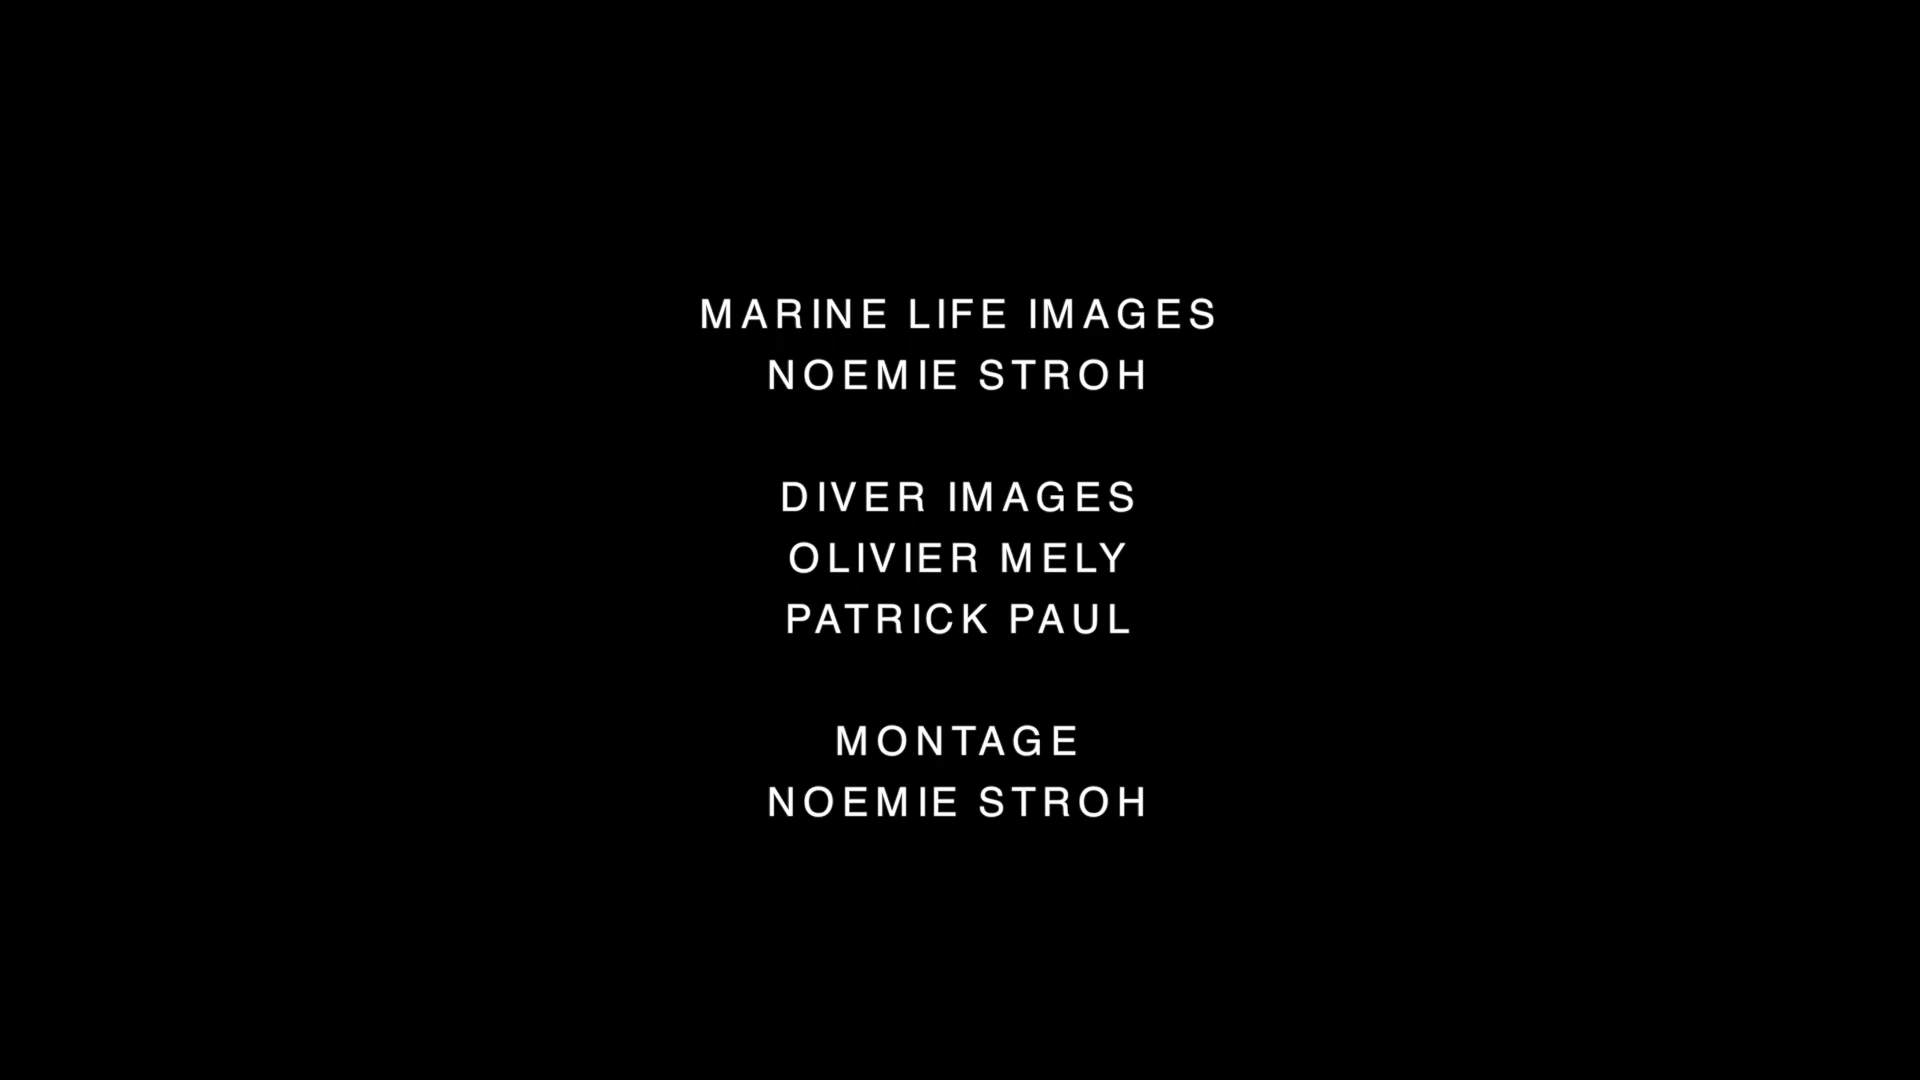 MARINE LIFE IMAGES
NOEMIE STROH
DIVER IMAGES
OLIVIER MELY
PATRICK PAUL
MONTAGE
NOEMIE STROH